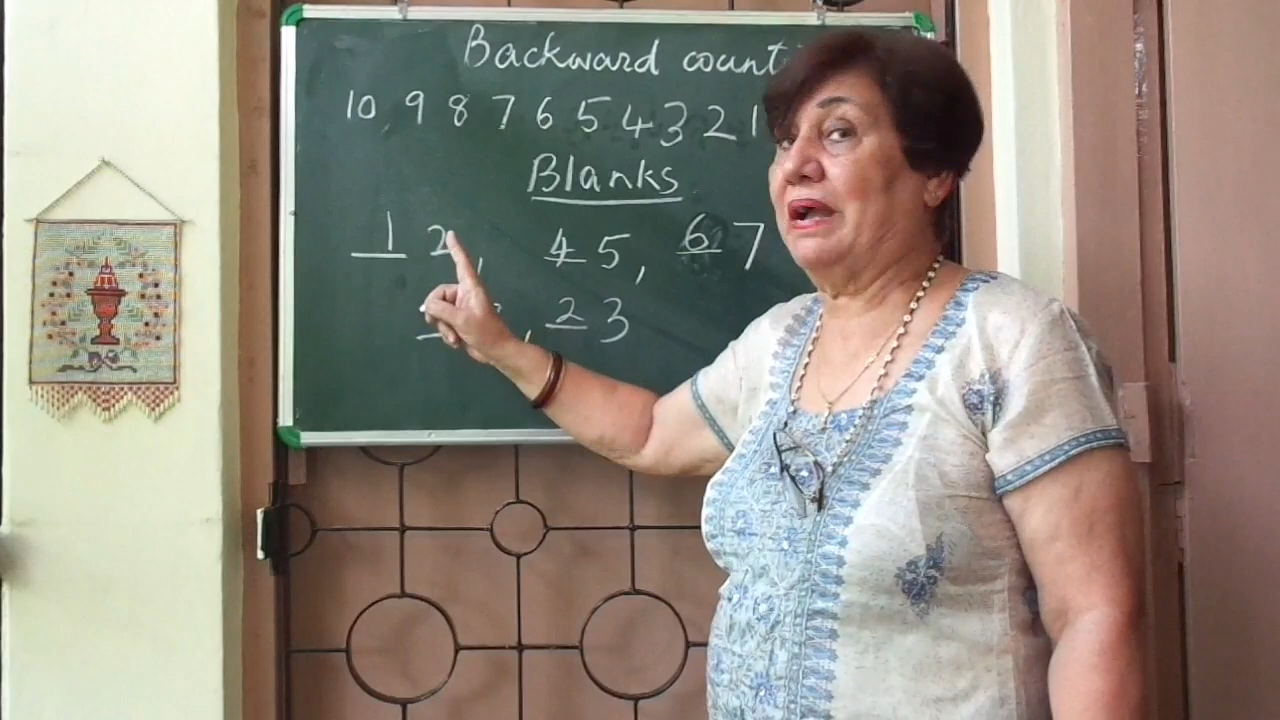 Backward count
10, 9 8 7 6 5 4 3 2 1
Blanks
1 2, 4 5, 6 7
, 2 3